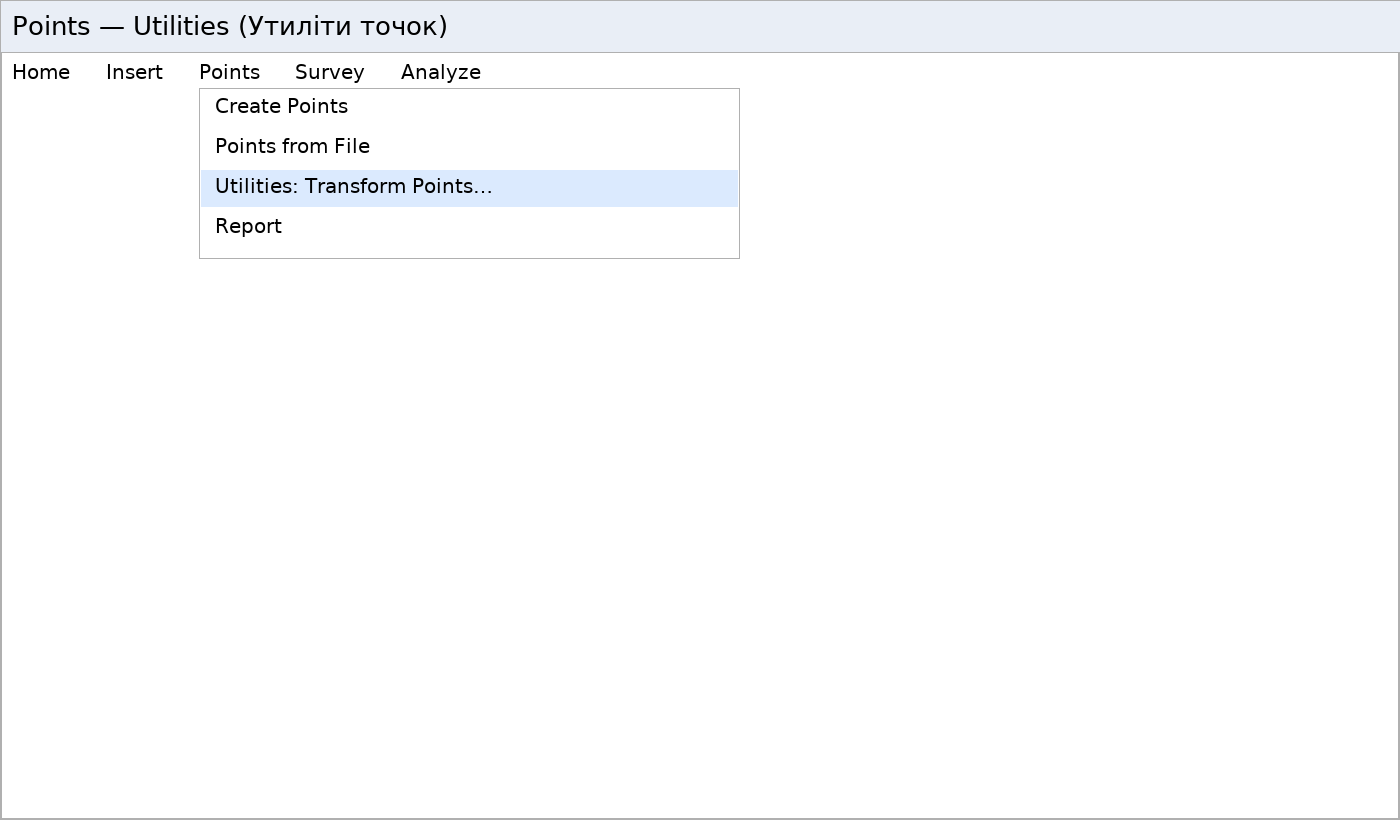 Points — Utilities (Утиліти точок)
Home Insert Points Survey Analyze
Create Points
Points from File
Utilities: Transform Points…
Report